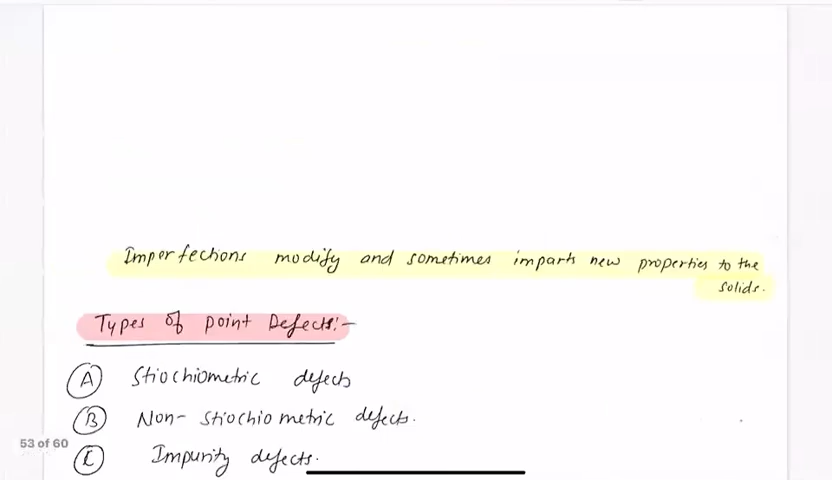 Imperfections modify and sometimes imparts new properties to the
solids.
Types of point Defects:-
A Stiochiometric defects
B Non- Stiochiometric defects.
C Impurity defects.
53 of 60